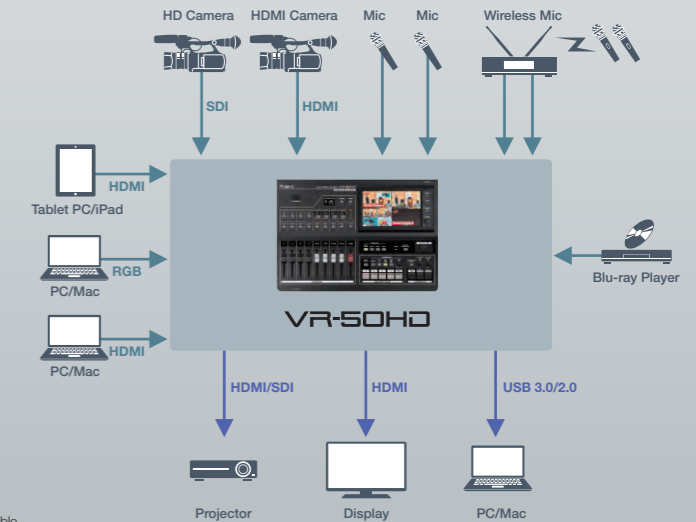 HD Camera HDMI Camera Mic Mic Wireless Mic
SDI
HDMI
HDMI
Tablet PC/iPad
RGB
PC/Mac
HDMI
PC/Mac
Blu-ray Player
VR-50HD
HDMI/SDI HDMI USB 3.0/2.0
Projector Display PC/Mac